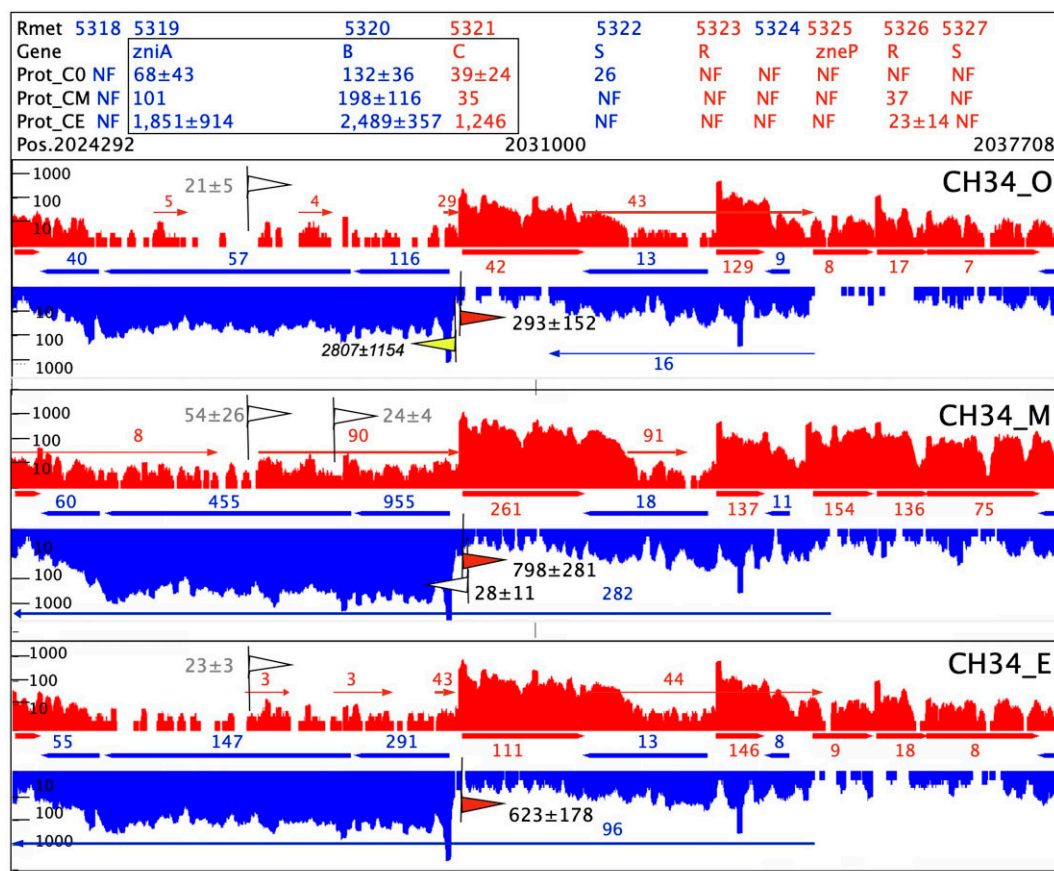 Rmet 5318 5319 5320 5321 5322 5323 5324 5325 5326 5327
Gene zniA B C S R zneP R S
Prot_C0 NF 68±43 132±36 39±24 26 NF NF NF NF NF
Prot_CM NF 101 198±116 35 NF NF NF NF 37 NF
Prot_CE NF 1,851±914 2,489±357 1,246 NF NF NF NF 23±14 NF
Pos.2024292 2031000 2037708
1000 21±5 CH34_O
100 5 4 29 43
10
40 57 116 42 13 129 9 8 17 7
10
100 293±152
2807±1154
1000 16
1000 54±26 24±4 CH34_M
100 8 90 91
10
60 455 955 261 18 137 11 154 136 75
10
100 798±281
28±11 282
1000
1000 23±3 CH34_E
100 3 3 43 44
10
55 147 291 111 13 146 8 9 18 8
10
100 623±178
96
1000